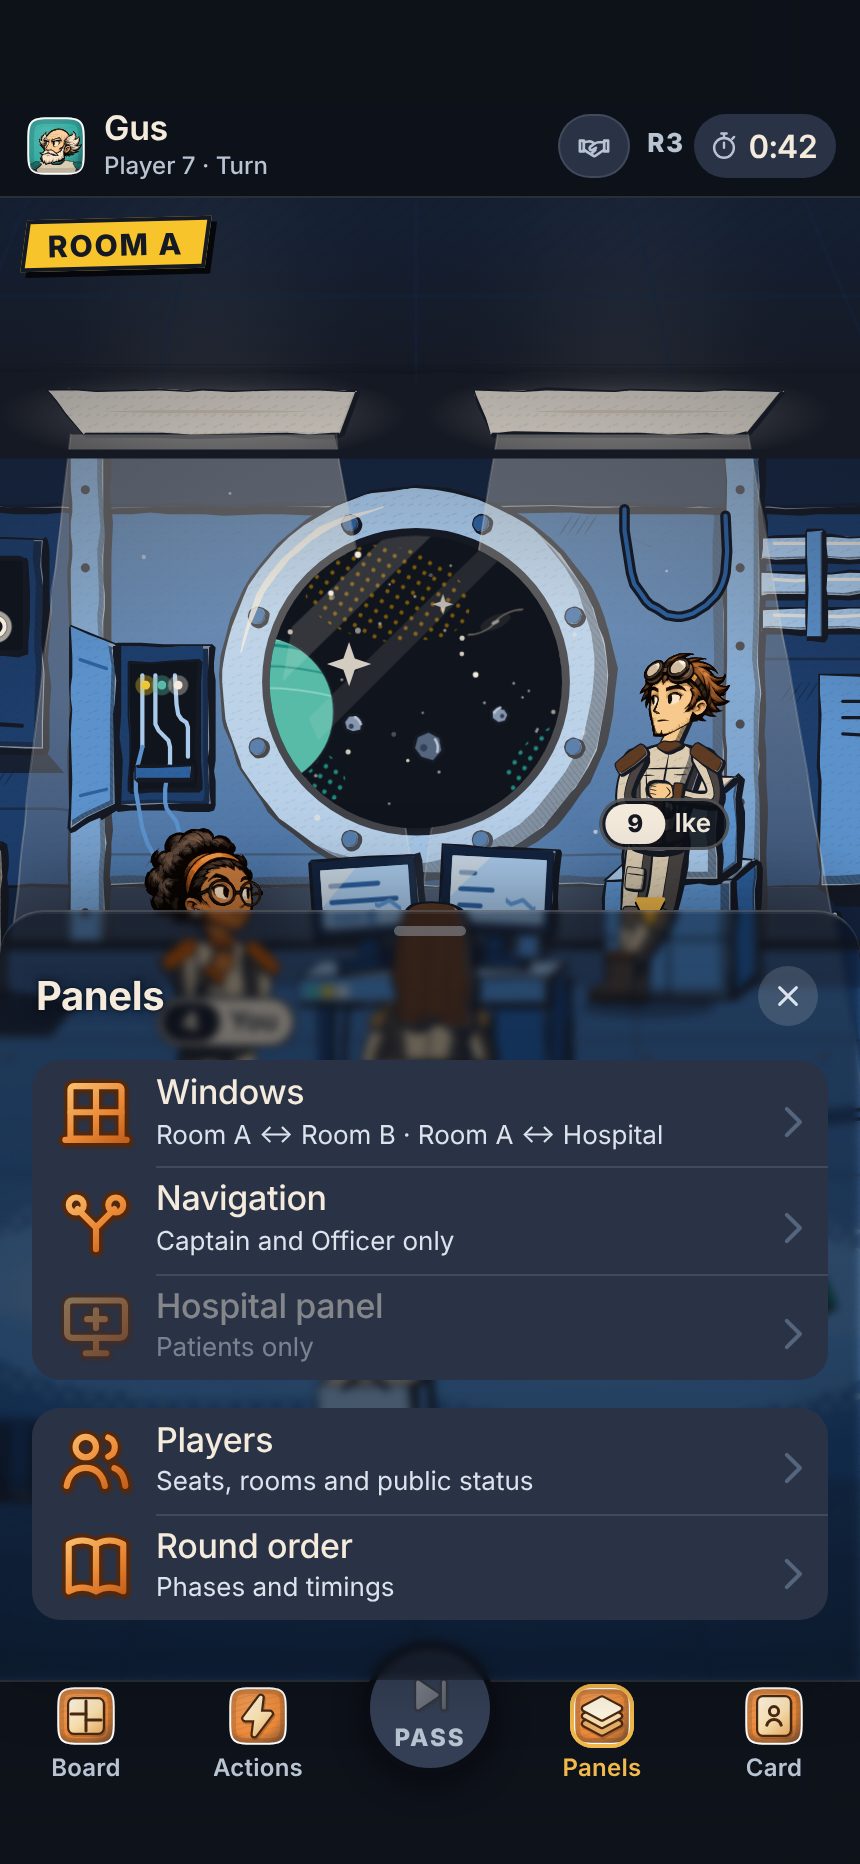 Gus
Player 7 · Turn
R3
0:42
ROOM A
9 Ike
Panels
4 You
Windows
Room A ↔ Room B · Room A ↔ Hospital
Navigation
Captain and Officer only
Hospital panel
Patients only
Players
Seats, rooms and public status
Round order
Phases and timings
PASS
Board
Actions
Panels
Card